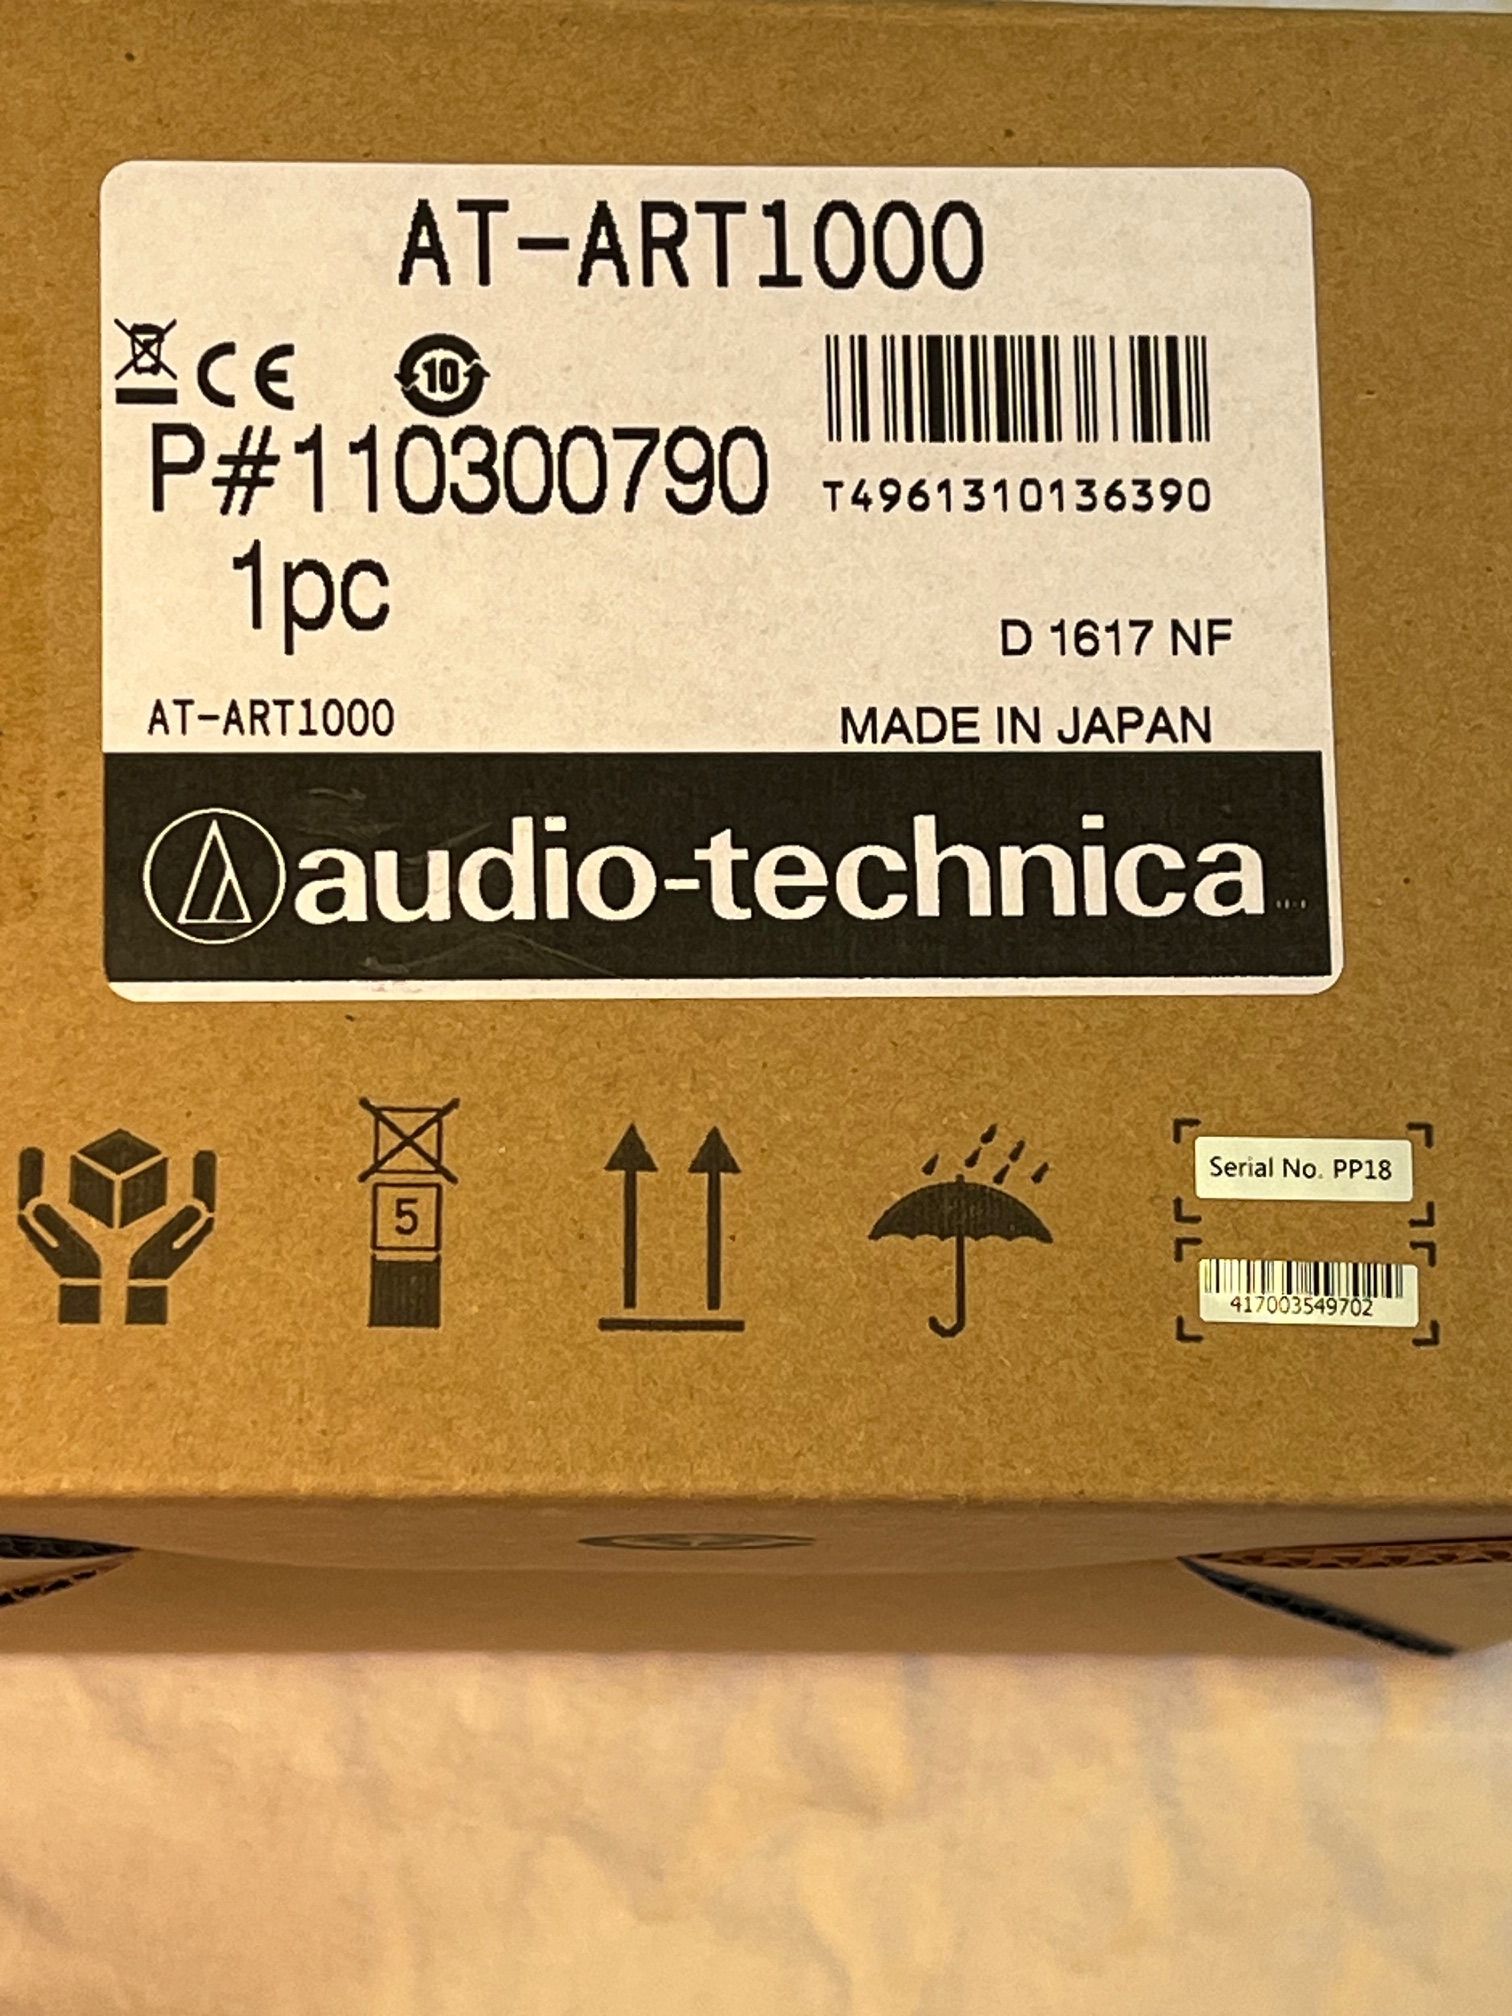 AT-ART1000
CE
10
P#110300790
T4961310136390
1pc
D 1617 NF
AT-ART1000
MADE IN JAPAN
audio-technica
5
Serial No. PP18
417003549702